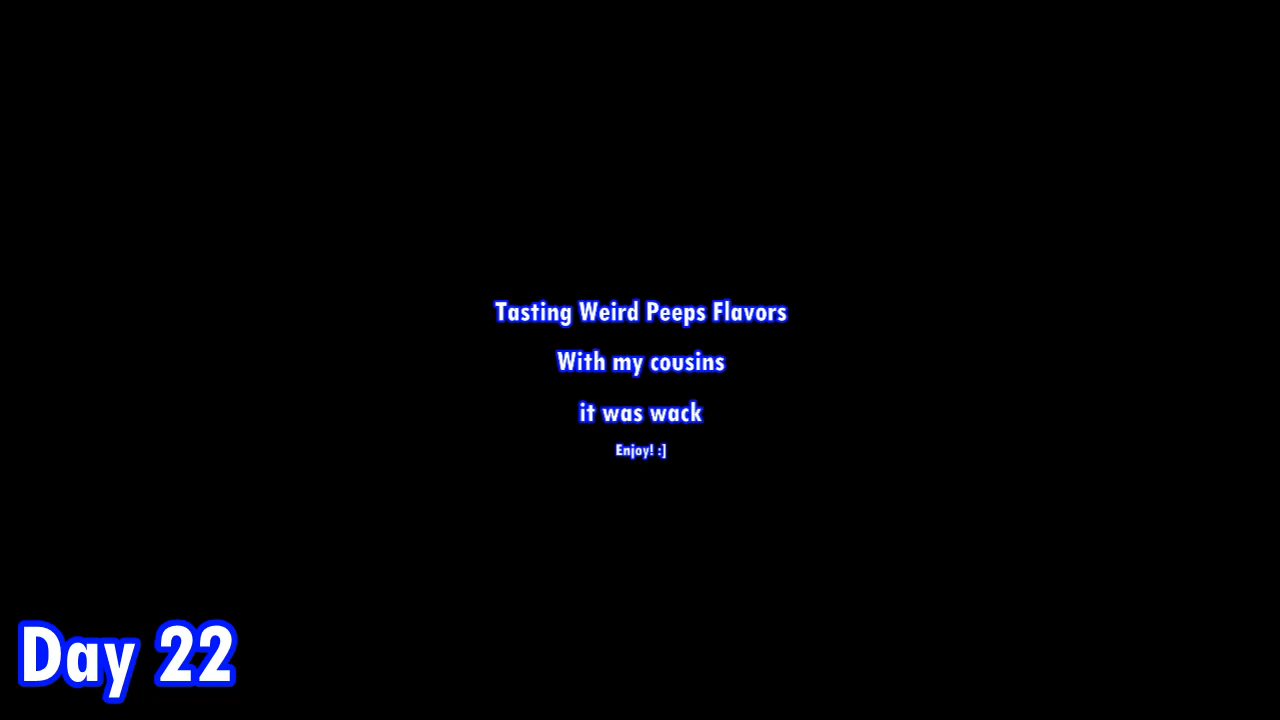 Tasting Weird Peeps Flavors
With my cousins
it was wack
Enjoy! :]
Day 22